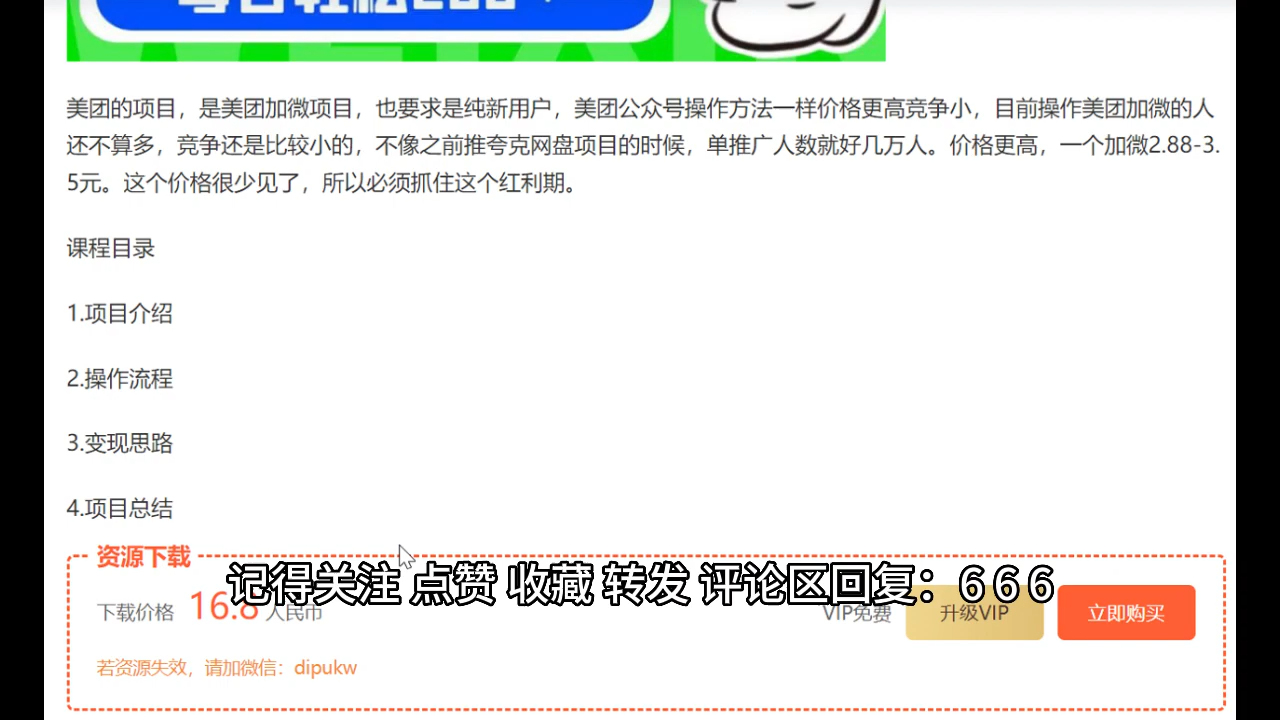 每日轻松200+
美团的项目，是美团加微项目，也要求是纯新用户，美团公众号操作方法一样价格更高竞争小，目前操作美团加微的人
还不算多，竞争还是比较小的，不像之前推夸克网盘项目的时候，单推广人数就好几万人。价格更高，一个加微2.88-3.
5元。这个价格很少见了，所以必须抓住这个红利期。
课程目录
1.项目介绍
2.操作流程
3.变现思路
4.项目总结
资源下载
记得关注 点赞 收藏 转发 评论区回复：666
下载价格 16.8 人民币 VIP免费 升级VIP 立即购买
若资源失效，请加微信：dipukw